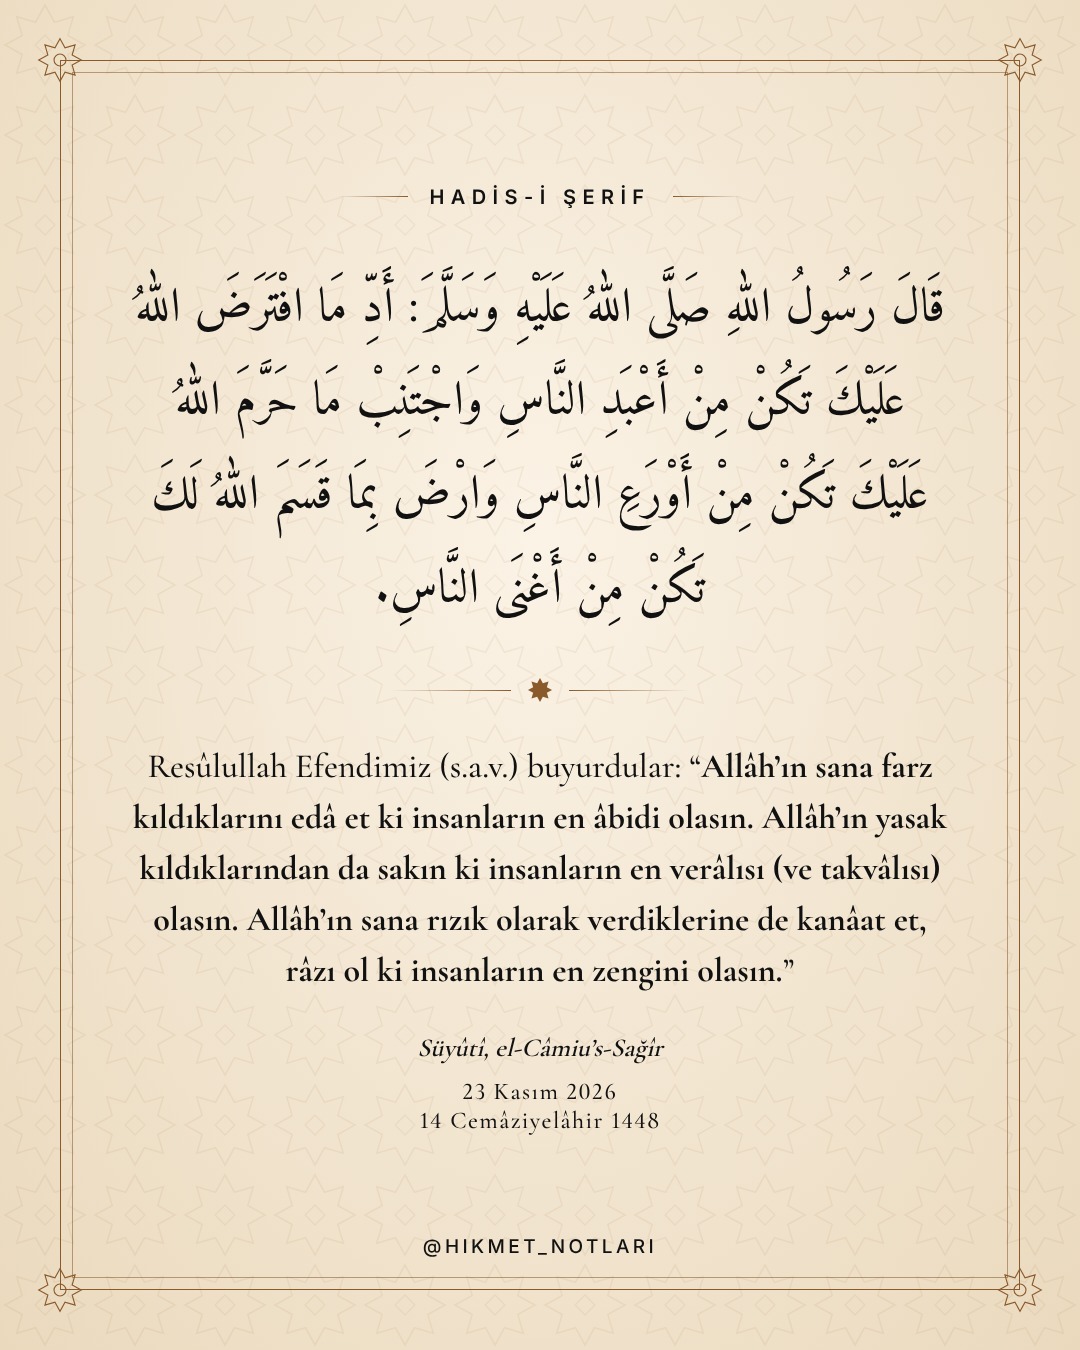 HADİS-İ ŞERİF
قَالَ رَسُولُ اللهِ صَلَّى اللهُ عَلَيْهِ وَسَلَّمَ: أَدِّ مَا افْتَرَضَ اللهُ
عَلَيْكَ تَكُنْ مِنْ أَعْبَدِ النَّاسِ وَاجْتَنِبْ مَا حَرَّمَ اللهُ
عَلَيْكَ تَكُنْ مِنْ أَوْرَعِ النَّاسِ وَارْضَ بِمَا قَسَمَ اللهُ لَكَ
تَكُنْ مِنْ أَغْنَى النَّاسِ.
Resûlullah Efendimiz (s.a.v.) buyurdular: “Allâh’ın sana farz
kıldıklarını edâ et ki insanların en âbidi olasın. Allâh’ın yasak
kıldıklarından da sakın ki insanların en verâlısı (ve takvâlısı)
olasın. Allâh’ın sana rızık olarak verdiklerine de kanâat et,
râzı ol ki insanların en zengini olasın.”
Süyûtî, el-Câmiu’s-Sağîr
23 Kasım 2026
14 Cemâziyelâhir 1448
@HIKMET_NOTLARI